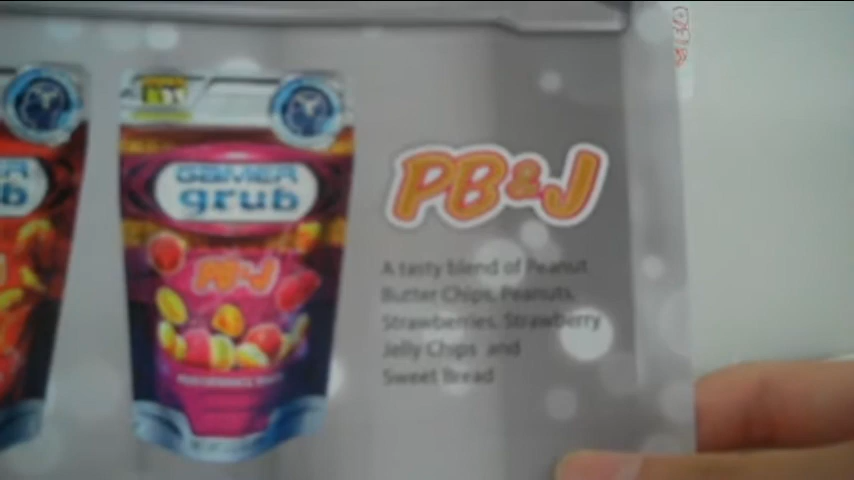 GAMER
grub
PB&J
PB&J
A tasty blend of Peanut
Butter Chips, Peanuts,
Strawberries, Strawberry
Jelly Chips and
Sweet Bread